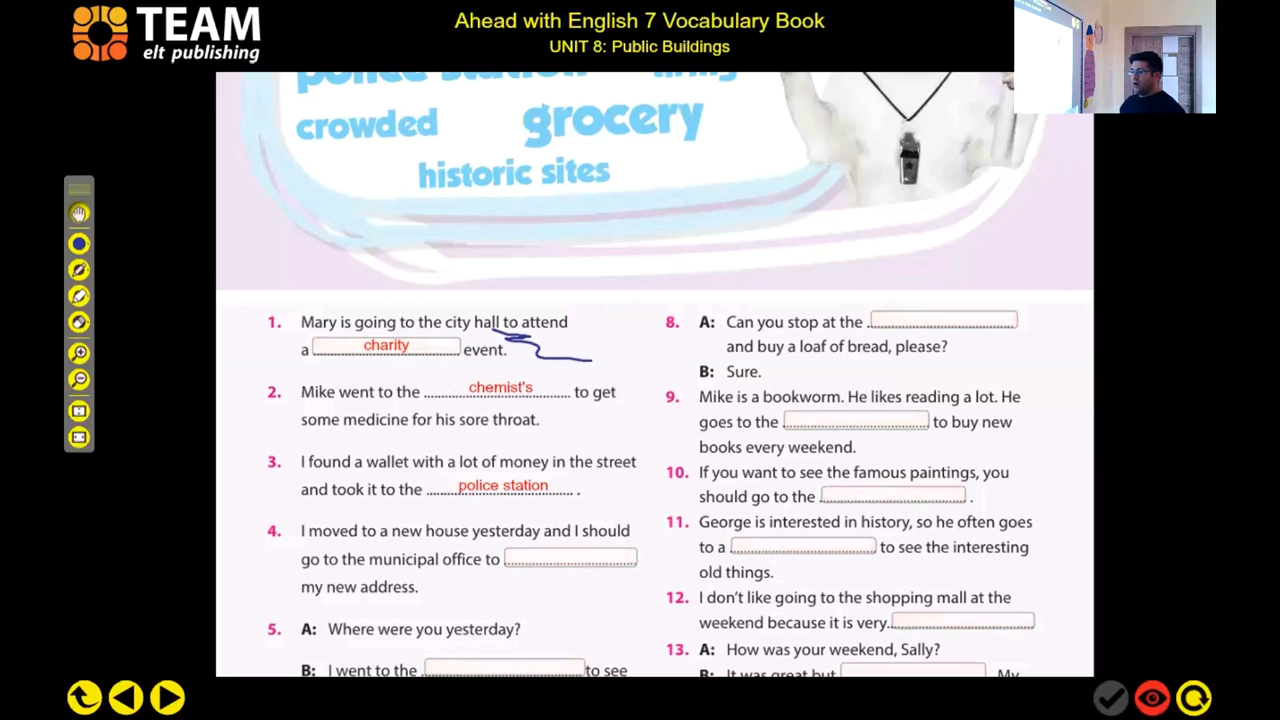 TEAM
elt publishing
Ahead with English 7 Vocabulary Book
UNIT 8: Public Buildings
police station
crowded
grocery
historic sites
1. Mary is going to the city hall to attend
a charity event.
2. Mike went to the chemist's to get
some medicine for his sore throat.
3. I found a wallet with a lot of money in the street
and took it to the police station .
4. I moved to a new house yesterday and I should
go to the municipal office to
my new address.
5. A: Where were you yesterday?
B: I went to the to see
8. A: Can you stop at the
and buy a loaf of bread, please?
B: Sure.
9. Mike is a bookworm. He likes reading a lot. He
goes to the to buy new
books every weekend.
10. If you want to see the famous paintings, you
should go to the .
11. George is interested in history, so he often goes
to a to see the interesting
old things.
12. I don't like going to the shopping mall at the
weekend because it is very
13. A: How was your weekend, Sally?
B: It was great but . My